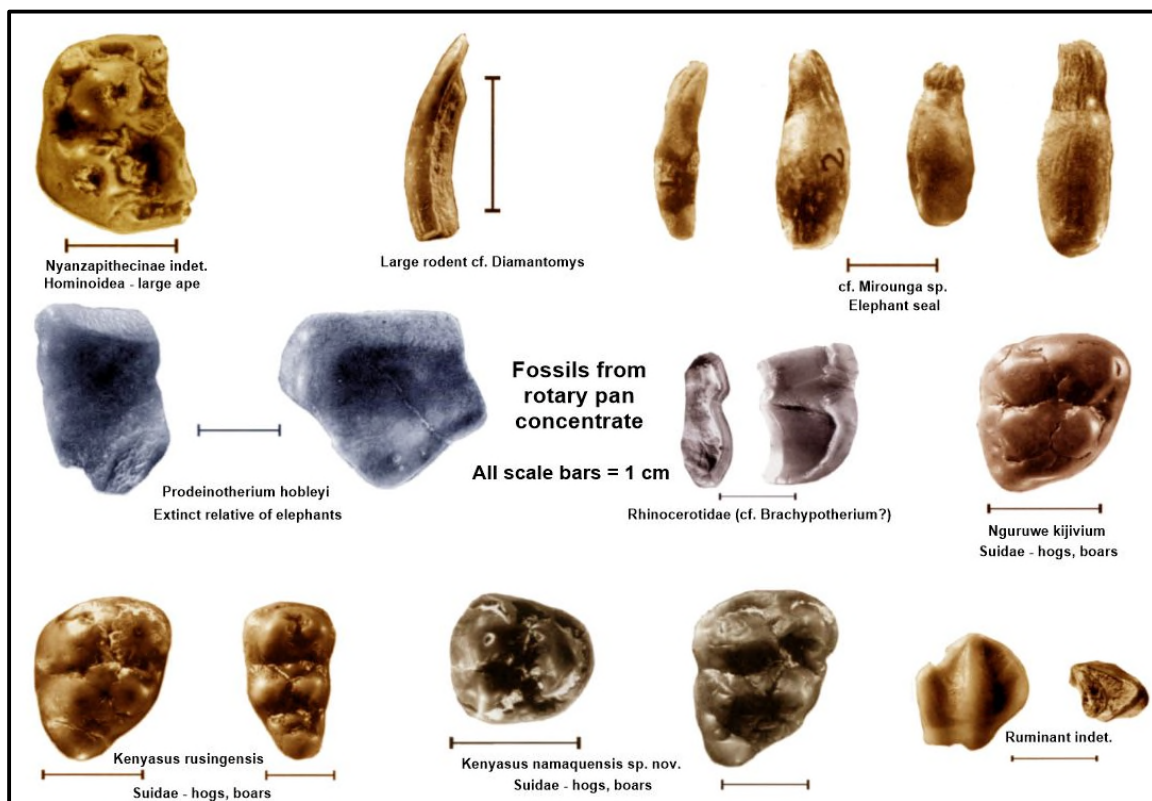 Nyanzapithecinae indet.
Hominoidea - large ape
Large rodent cf. Diamantomys
2
cf. Mirounga sp.
Elephant seal
Fossils from
rotary pan
concentrate
All scale bars = 1 cm
Prodeinotherium hobleyi
Extinct relative of elephants
Rhinocerotidae (cf. Brachypotherium?)
Nguruwe kijivium
Suidae - hogs, boars
Kenyasus rusingensis
Suidae - hogs, boars
Kenyasus namaquensis sp. nov.
Suidae - hogs, boars
Ruminant indet.